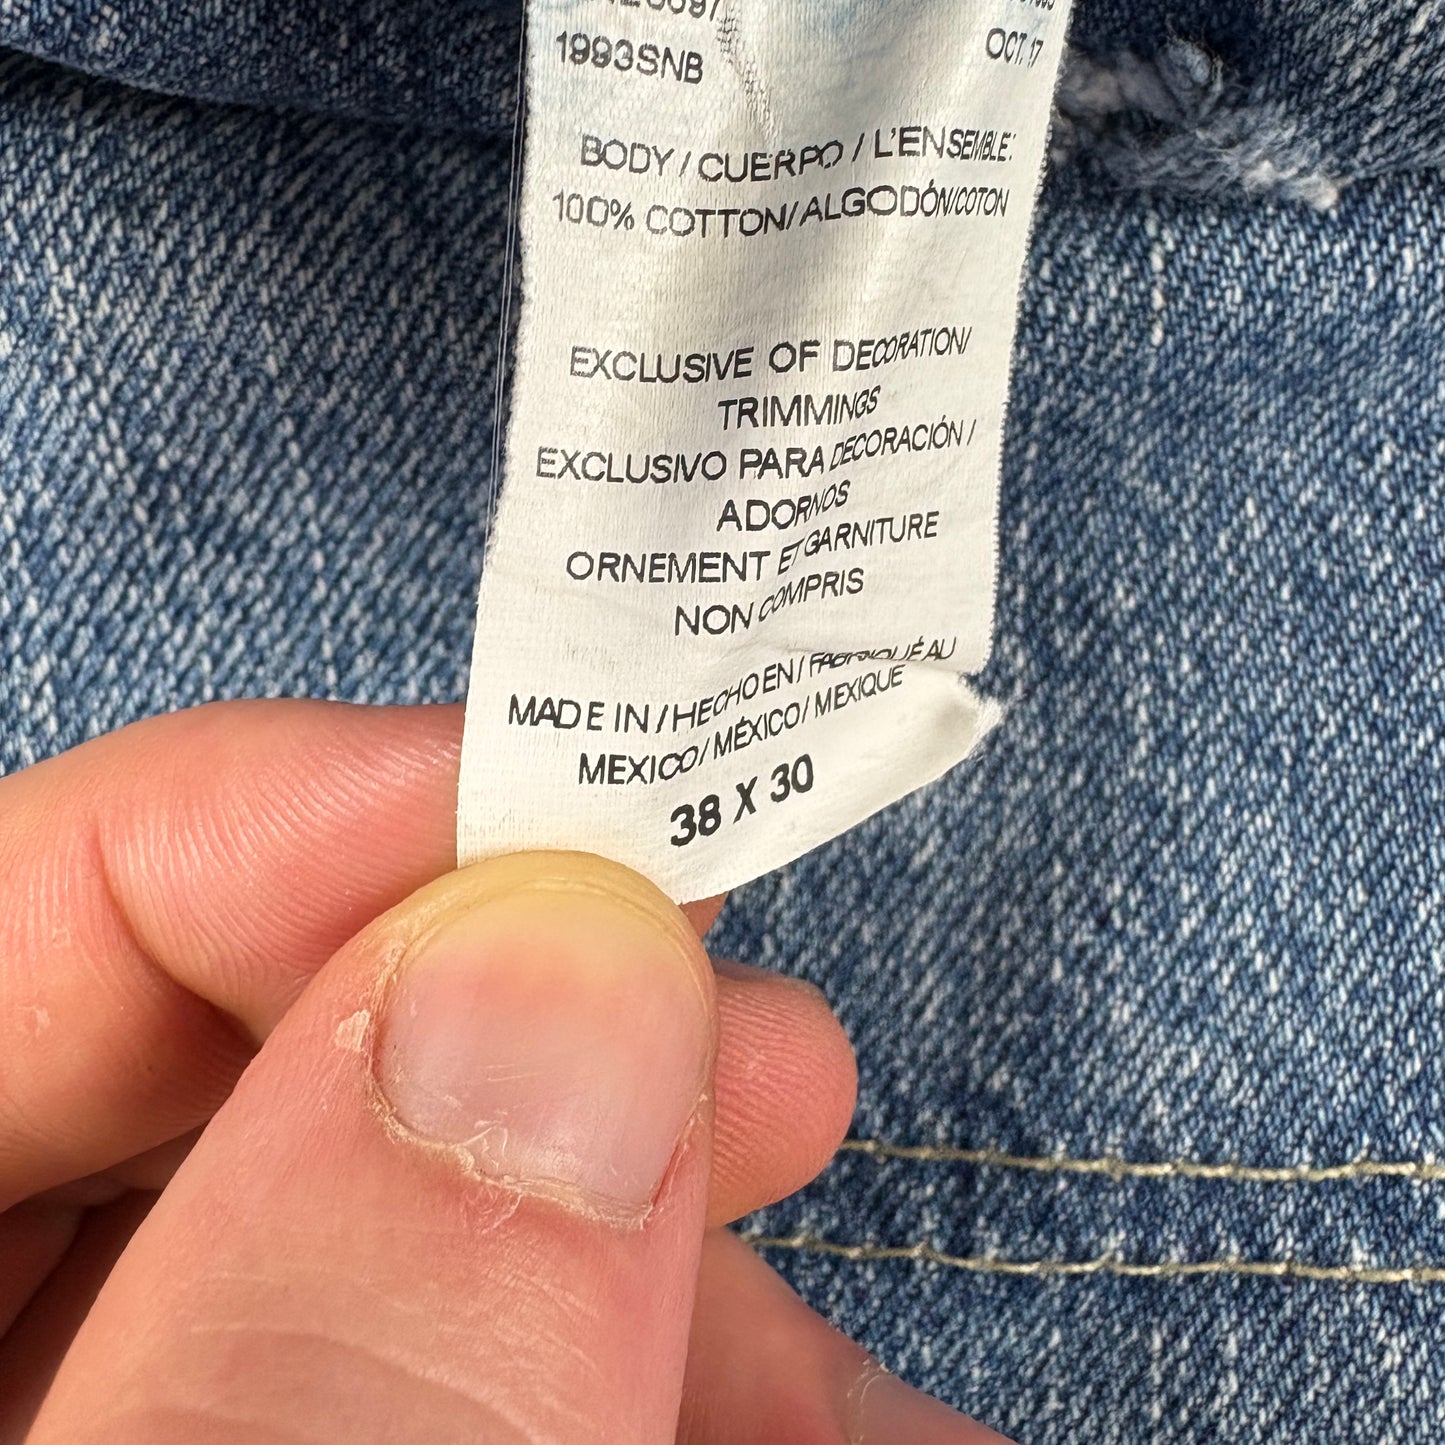 1993SNB OCT. 17
BODY / CUERPO / L'ENSEMBLE:
100% COTTON/ALGODÓN/COTON
EXCLUSIVE OF DECORATION/
TRIMMINGS
EXCLUSIVO PARA DECORACIÓN /
ADORNOS
ORNEMENT ET GARNITURE
NON COMPRIS
MADE IN / HECHO EN / FABRIQUÉ AU
MEXICO / MÉXICO / MEXIQUE
38 X 30